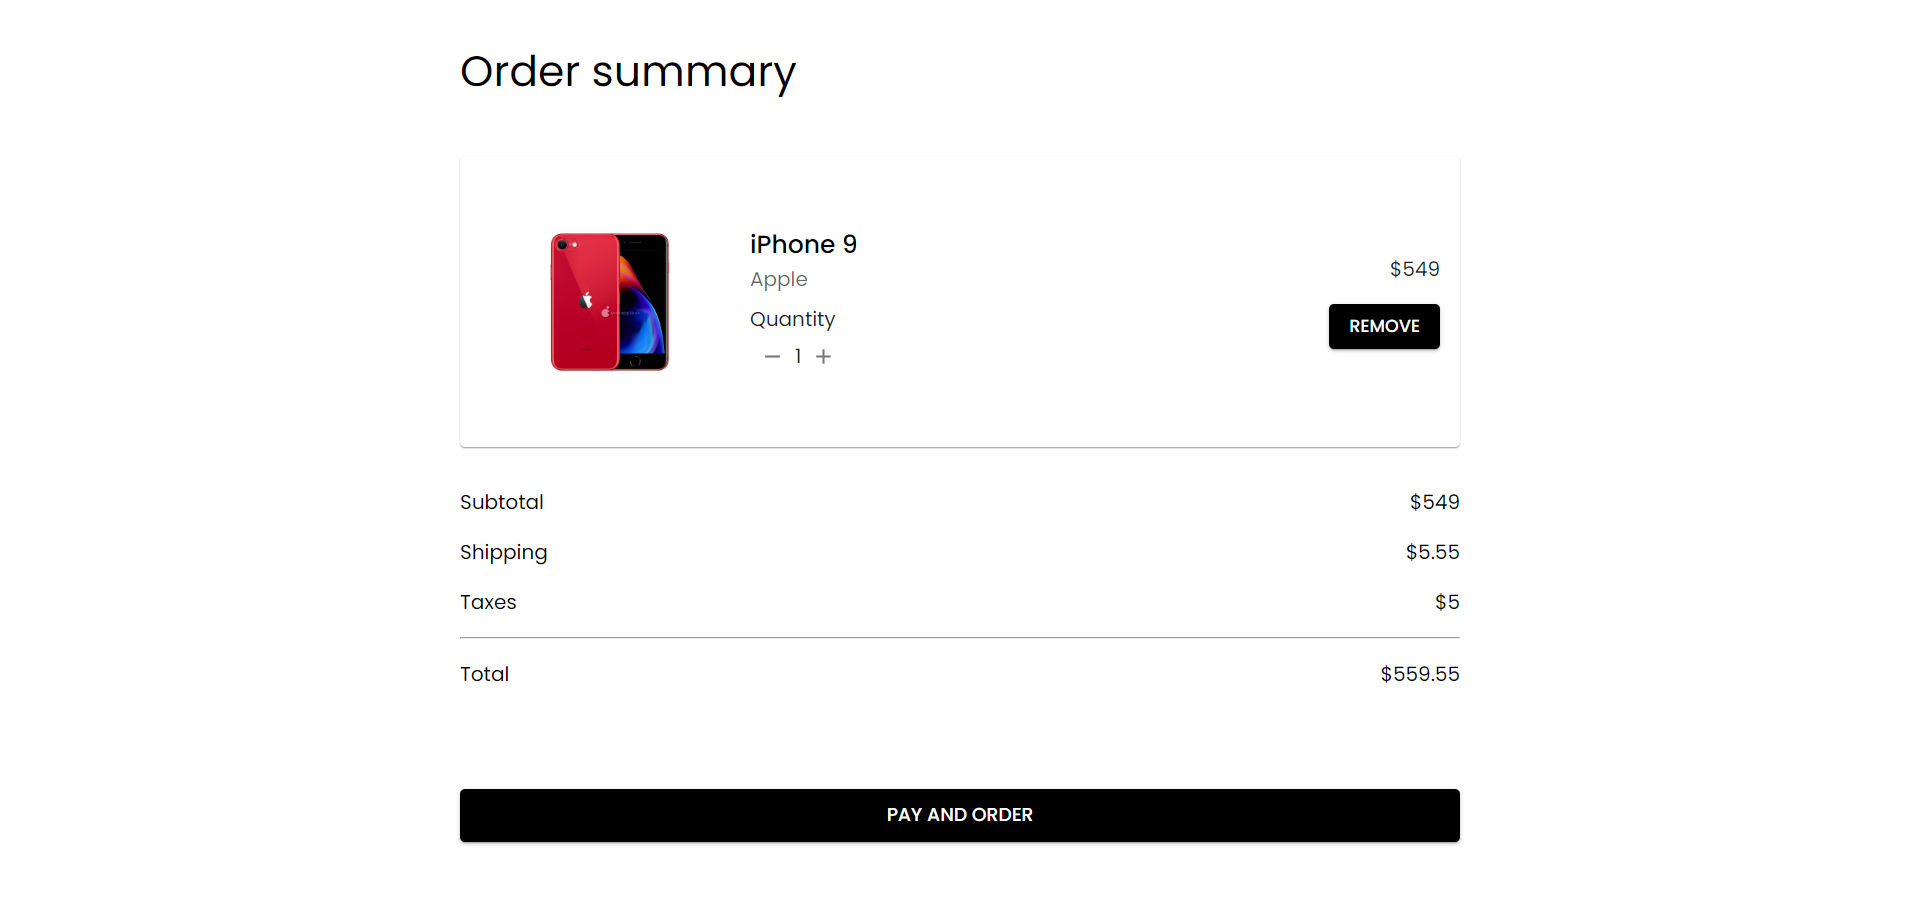 Order summary
iPhone 9
Apple
$549
Quantity
REMOVE
1
Subtotal $549
Shipping $5.55
Taxes $5
Total $559.55
PAY AND ORDER